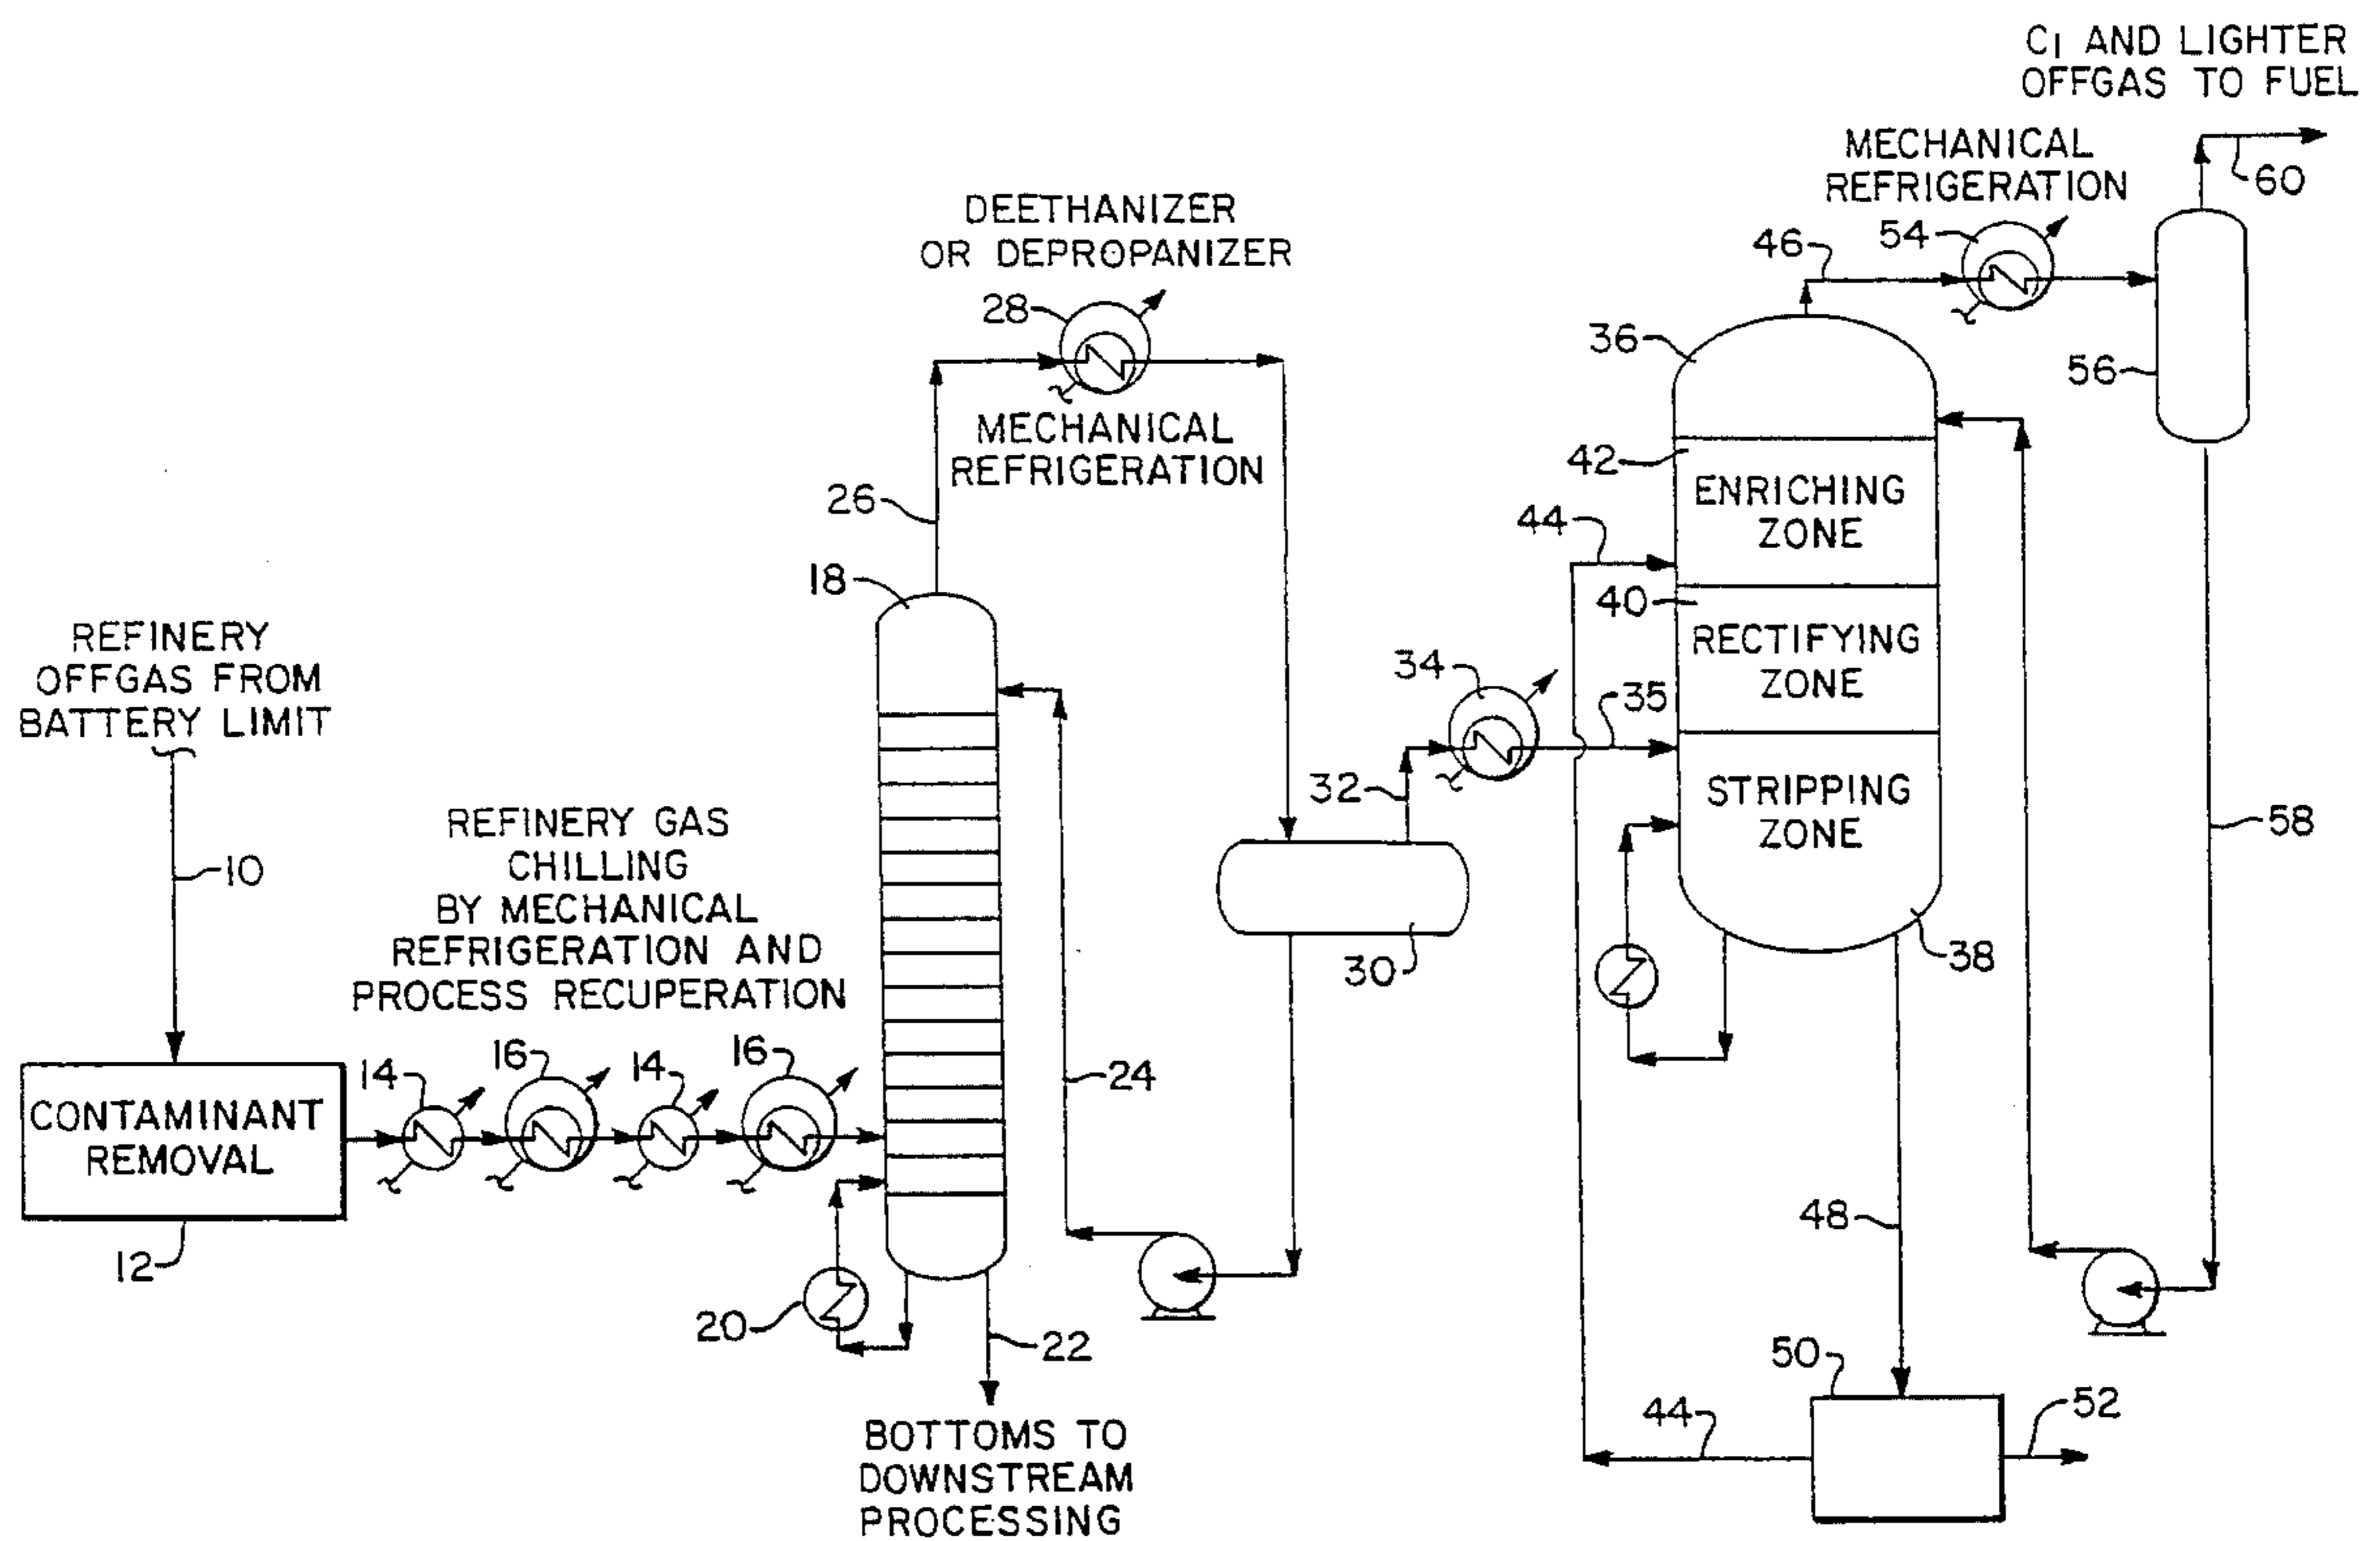 C1 AND LIGHTER
OFFGAS TO FUEL
MECHANICAL
REFRIGERATION
60
54
46
DEETHANIZER
OR DEPROPANIZER
28
36
56
MECHANICAL
REFRIGERATION
42
ENRICHING
ZONE
26
44
18
40
RECTIFYING
ZONE
REFINERY
OFFGAS FROM
BATTERY LIMIT
34
35
32
STRIPPING
ZONE
58
10
REFINERY GAS
CHILLING
BY MECHANICAL
REFRIGERATION AND
PROCESS RECUPERATION
30
38
14
16
14
16
24
CONTAMINANT
REMOVAL
12
48
20
22
50
52
44
BOTTOMS TO
DOWNSTREAM
PROCESSING